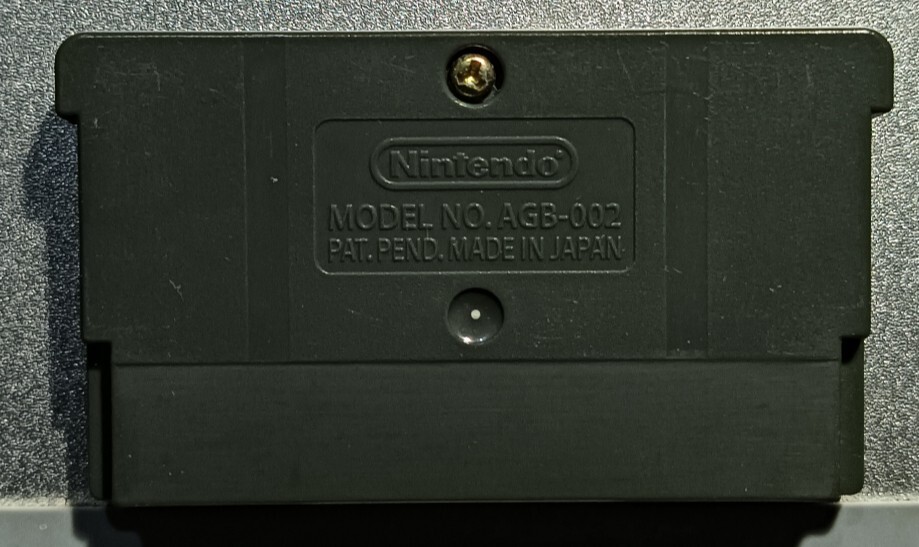 Nintendo
MODEL NO. AGB-002
PAT. PEND. MADE IN JAPAN